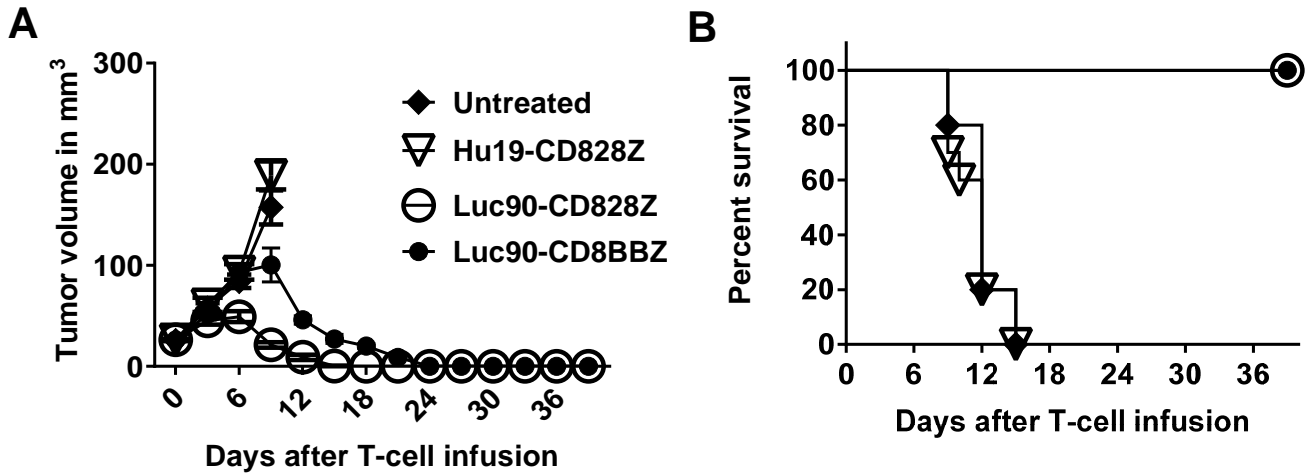 A
Tumor volume in mm³
300
200
100
0
Untreated
Hu19-CD828Z
Luc90-CD828Z
Luc90-CD8BBZ
0 6 12 18 24 30 36
Days after T-cell infusion
B
Percent survival
100
80
60
40
20
0
0 6 12 18 24 30 36
Days after T-cell infusion